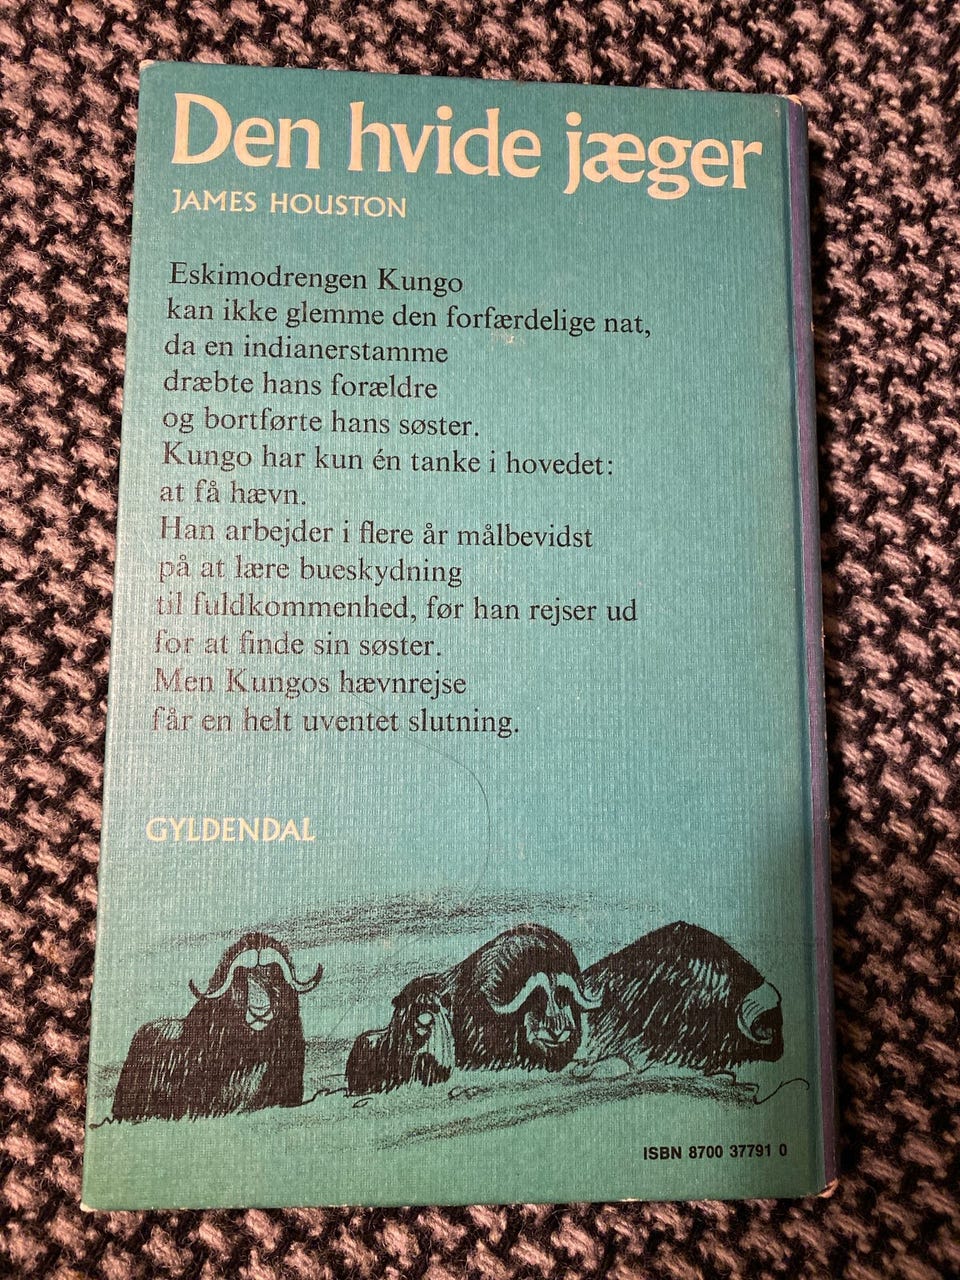 Den hvide jæger
JAMES HOUSTON
Eskimodrengen Kungo
kan ikke glemme den forfærdelige nat,
da en indianerstamme
dræbte hans forældre
og bortførte hans søster.
Kungo har kun én tanke i hovedet:
at få hævn.
Han arbejder i flere år målbevidst
på at lære bueskydning
til fuldkommenhed, før han rejser ud
for at finde sin søster.
Men Kungos hævnrejse
får en helt uventet slutning.
GYLDENDAL
ISBN 8700 37791 0